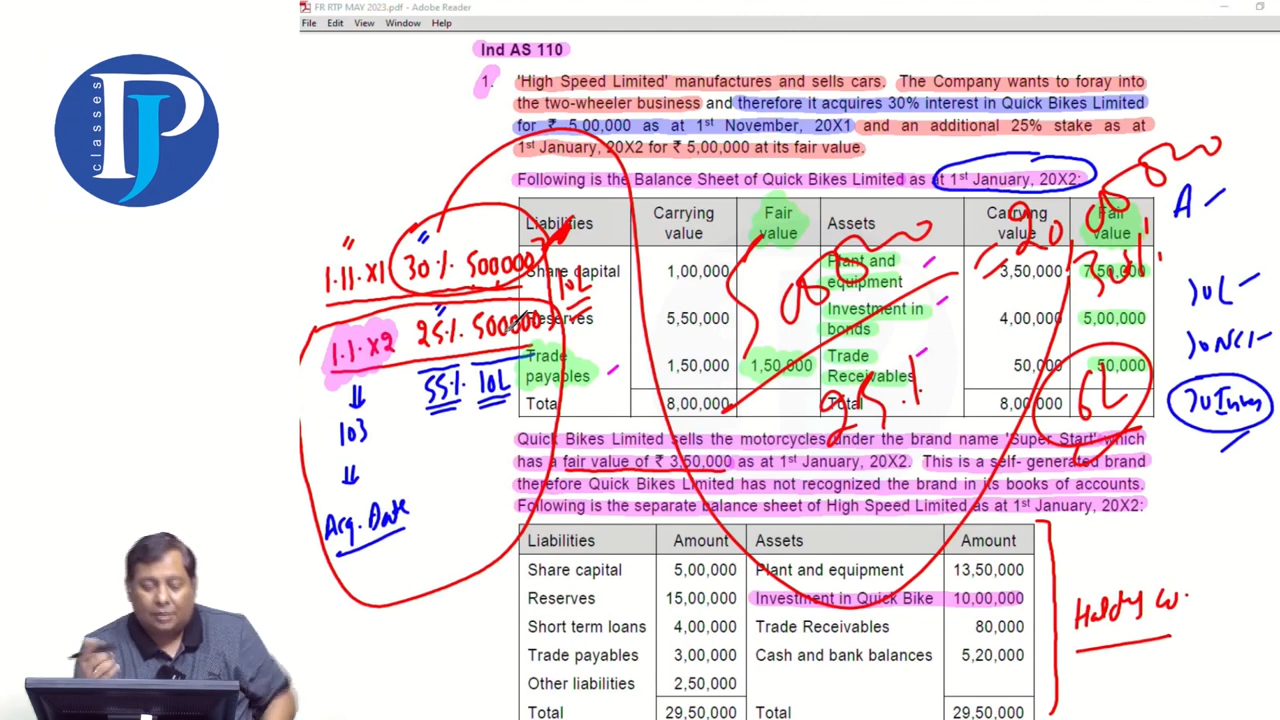 FR RTP MAY 2023.pdf - Adobe Reader
File Edit View Window Help
PJ
classes
Ind AS 110
1. 'High Speed Limited' manufactures and sells cars. The Company wants to foray into
the two-wheeler business and therefore it acquires 30% interest in Quick Bikes Limited
for ₹ 5,00,000 as at 1st November, 20X1 and an additional 25% stake as at
1st January, 20X2 for ₹ 5,00,000 at its fair value.
Following is the Balance Sheet of Quick Bikes Limited as at 1st January, 20X2:
Liabilities Carrying value Fair value Assets Carrying value Fair value
Share capital 1,00,000 Plant and equipment 3,50,000 7,50,000
Reserves 5,50,000 Investment in bonds 4,00,000 5,00,000
Trade payables 1,50,000 1,50,000 Trade Receivables 50,000 50,000
Total 8,00,000 Total 8,00,000
Quick Bikes Limited sells the motorcycles under the brand name 'Super Start' which
has a fair value of ₹ 3,50,000 as at 1st January, 20X2. This is a self- generated brand
therefore Quick Bikes Limited has not recognized the brand in its books of accounts.
Following is the separate balance sheet of High Speed Limited as at 1st January, 20X2:
Liabilities Amount Assets Amount
Share capital 5,00,000 Plant and equipment 13,50,000
Reserves 15,00,000 Investment in Quick Bike 10,00,000
Short term loans 4,00,000 Trade Receivables 80,000
Trade payables 3,00,000 Cash and bank balances 5,20,000
Other liabilities 2,50,000
Total 29,50,000 Total 29,50,000
1.11.X1 30% 500000
10L
1.1.X2 25% 500000
55% 10L
103
Acq. Date
25%
30%
6L
A